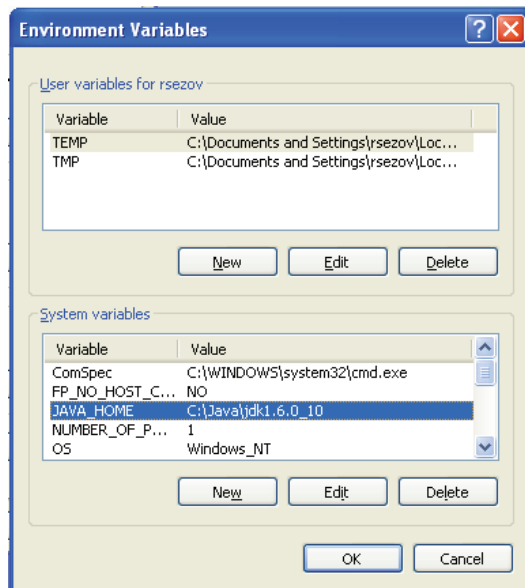 Environment Variables
User variables for rsezov
Variable Value
TEMP C:\Documents and Settings\rsezov\Loc...
TMP C:\Documents and Settings\rsezov\Loc...
New Edit Delete
System variables
Variable Value
ComSpec C:\WINDOWS\system32\cmd.exe
FP_NO_HOST_C... NO
JAVA_HOME C:\Java\jdk1.6.0_10
NUMBER_OF_P... 1
OS Windows_NT
New Edit Delete
OK Cancel